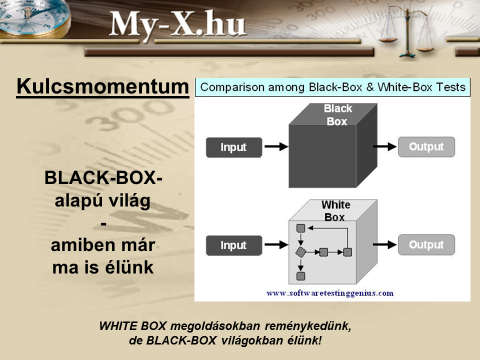 My-X.hu
Kulcsmomentum
BLACK-BOX-
alapú világ
-
amiben már
ma is élünk
Comparison among Black-Box & White-Box Tests
Black
Box
Input
Output
White
Box
Input
Output
www.softwaretestinggenius.com
WHITE BOX megoldásokban reménykedünk,
de BLACK-BOX világokban élünk!